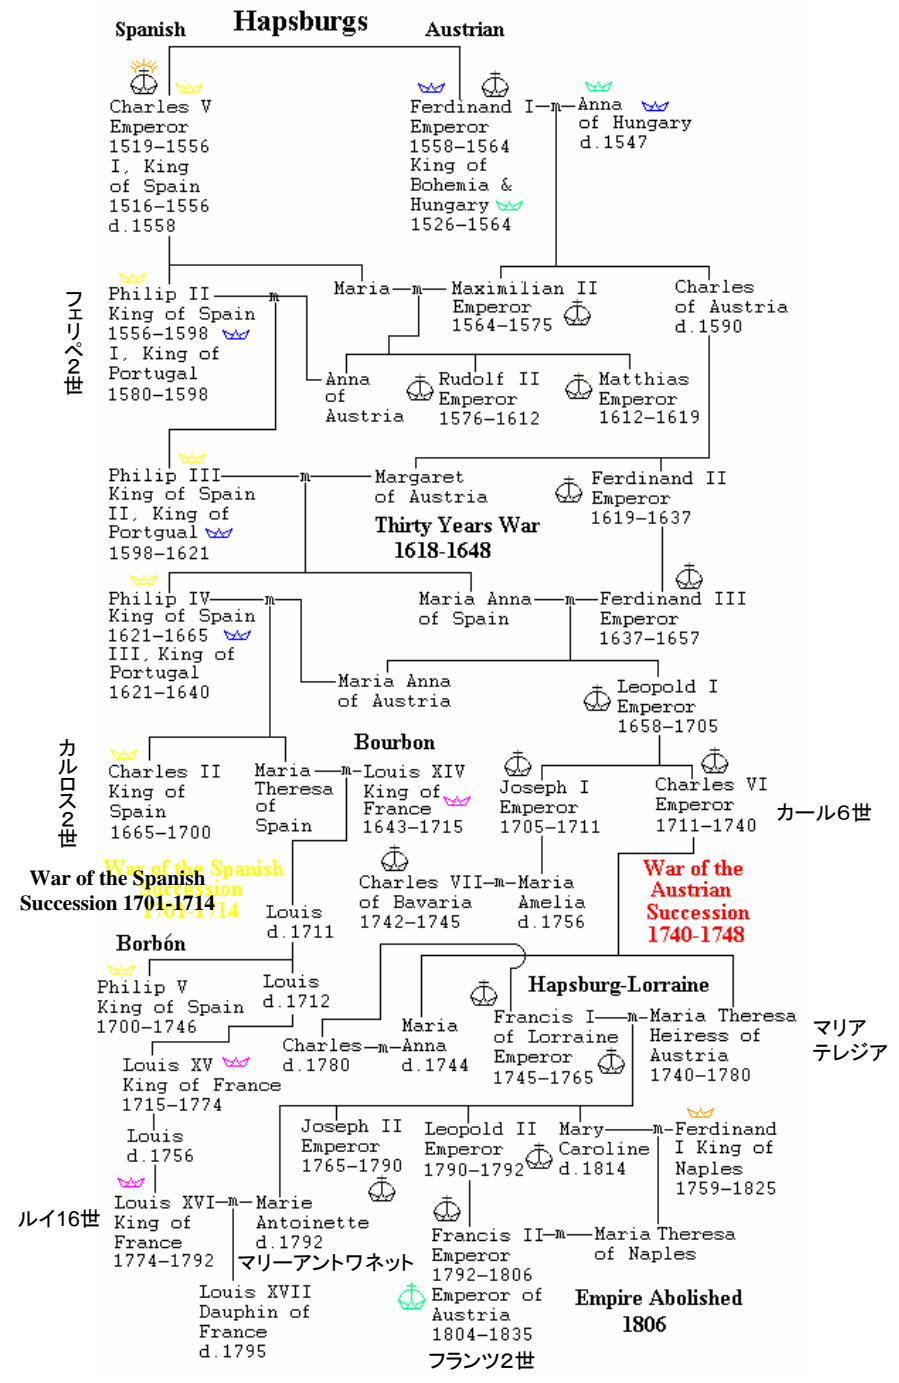 Hapsburgs
Spanish
Austrian
Charles V
Emperor
1519-1556
I, King
of Spain
1516-1556
d.1558
Ferdinand I-m-Anna
Emperor
1558-1564
King of
Bohemia &
Hungary
1526-1564
of Hungary
d.1547
フェリペ2世
Philip II
King of Spain
1556-1598
I, King of
Portugal
1580-1598
m
Maria-m-Maximilian II
Emperor
1564-1575
Charles
of Austria
d.1590
Anna
of
Austria
Rudolf II
Emperor
1576-1612
Matthias
Emperor
1612-1619
Philip III
King of Spain
II, King of
Portgual
1598-1621
m
Margaret
of Austria
Ferdinand II
Emperor
1619-1637
Thirty Years War
1618-1648
Philip IV
King of Spain
1621-1665
III, King of
Portugal
1621-1640
m
Maria Anna
of Spain
m
Ferdinand III
Emperor
1637-1657
Maria Anna
of Austria
Leopold I
Emperor
1658-1705
カルロス2世
Charles II
King of
Spain
1665-1700
Maria
Theresa
of
Spain
m
Bourbon
Louis XIV
King of
France
1643-1715
Joseph I
Emperor
1705-1711
Charles VI
Emperor
1711-1740
カール6世
War of the Spanish
Succession
1701-1714
War of the Spanish
Succession 1701-1714
Charles VII-m-Maria
of Bavaria
1742-1745
Amelia
d.1756
War of the
Austrian
Succession
1740-1748
Louis
d.1711
Borbón
Philip V
King of Spain
1700-1746
Louis
d.1712
Hapsburg-Lorraine
Charles-m-Maria
Anna
d.1780
d.1744
Francis I
of Lorraine
Emperor
1745-1765
m
Maria Theresa
Heiress of
Austria
1740-1780
マリア
テレジア
Louis XV
King of France
1715-1774
Louis
d.1756
Joseph II
Emperor
1765-1790
Leopold II
Emperor
1790-1792
Mary
Caroline
d.1814
m
Ferdinand
I King of
Naples
1759-1825
ルイ16世
Louis XVI-m-Marie
King of
France
1774-1792
Antoinette
d.1792
マリーアントワネット
Francis II-m-Maria Theresa
Emperor
1792-1806
Emperor of
Austria
1804-1835
of Naples
フランツ2世
Louis XVII
Dauphin of
France
d.1795
Empire Abolished
1806